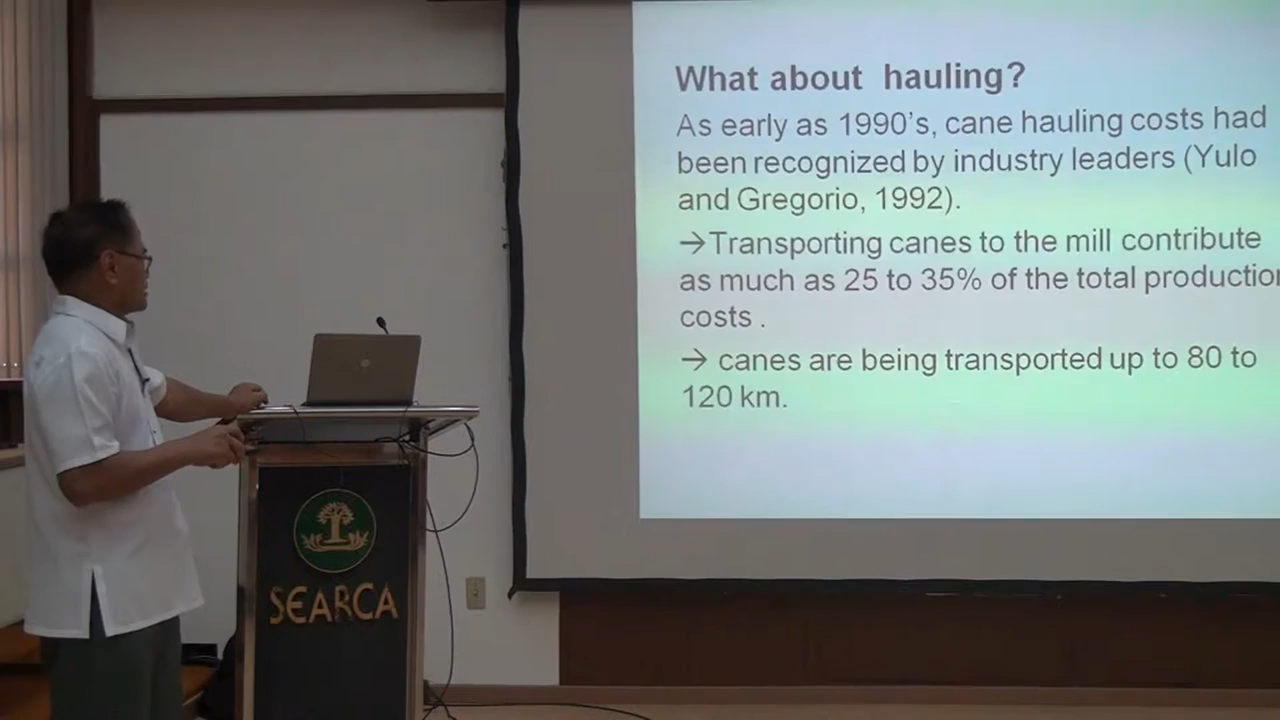 What about hauling?
As early as 1990's, cane hauling costs had
been recognized by industry leaders (Yulo
and Gregorio, 1992).
→Transporting canes to the mill contribute
as much as 25 to 35% of the total production
costs .
→ canes are being transported up to 80 to
120 km.
SEARCA